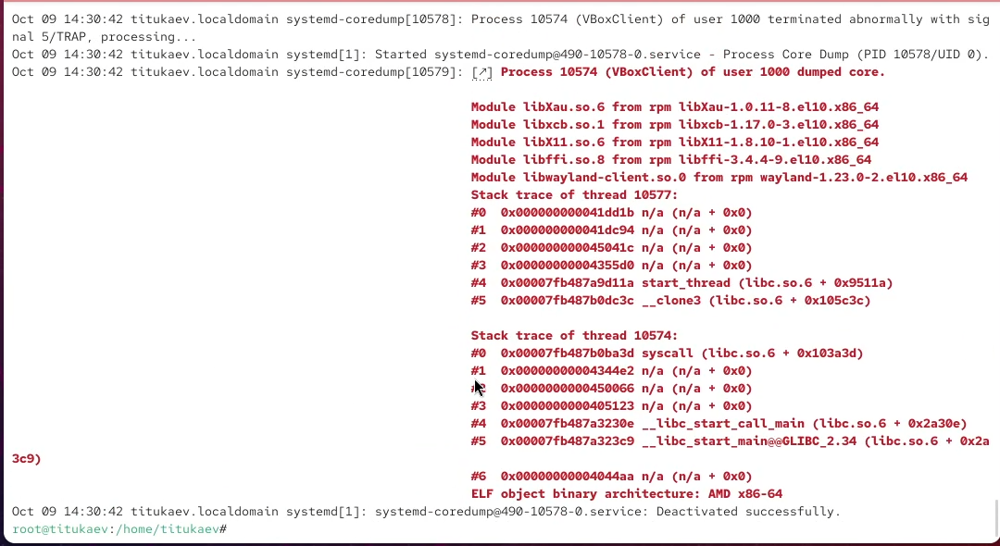 Oct 09 14:30:42 titukaev.localdomain systemd-coredump[10578]: Process 10574 (VBoxClient) of user 1000 terminated abnormally with sig
nal 5/TRAP, processing...
Oct 09 14:30:42 titukaev.localdomain systemd[1]: Started systemd-coredump@490-10578-0.service - Process Core Dump (PID 10578/UID 0).
Oct 09 14:30:42 titukaev.localdomain systemd-coredump[10579]: [↗] Process 10574 (VBoxClient) of user 1000 dumped core.
Module libXau.so.6 from rpm libXau-1.0.11-8.el10.x86_64
Module libxcb.so.1 from rpm libxcb-1.17.0-3.el10.x86_64
Module libX11.so.6 from rpm libX11-1.8.10-1.el10.x86_64
Module libffi.so.8 from rpm libffi-3.4.4-9.el10.x86_64
Module libwayland-client.so.0 from rpm wayland-1.23.0-2.el10.x86_64
Stack trace of thread 10577:
#0  0x000000000041dd1b n/a (n/a + 0x0)
#1  0x000000000041dc94 n/a (n/a + 0x0)
#2  0x000000000045041c n/a (n/a + 0x0)
#3  0x00000000004355d0 n/a (n/a + 0x0)
#4  0x00007fb487a9d11a start_thread (libc.so.6 + 0x9511a)
#5  0x00007fb487b0dc3c __clone3 (libc.so.6 + 0x105c3c)
Stack trace of thread 10574:
#0  0x00007fb487b0ba3d syscall (libc.so.6 + 0x103a3d)
#1  0x00000000004344e2 n/a (n/a + 0x0)
#2  0x0000000000450066 n/a (n/a + 0x0)
#3  0x0000000000405123 n/a (n/a + 0x0)
#4  0x00007fb487a3230e __libc_start_call_main (libc.so.6 + 0x2a30e)
#5  0x00007fb487a323c9 __libc_start_main@@GLIBC_2.34 (libc.so.6 + 0x2a
3c9)
#6  0x00000000004044aa n/a (n/a + 0x0)
ELF object binary architecture: AMD x86-64
Oct 09 14:30:42 titukaev.localdomain systemd[1]: systemd-coredump@490-10578-0.service: Deactivated successfully.
root@titukaev:/home/titukaev#